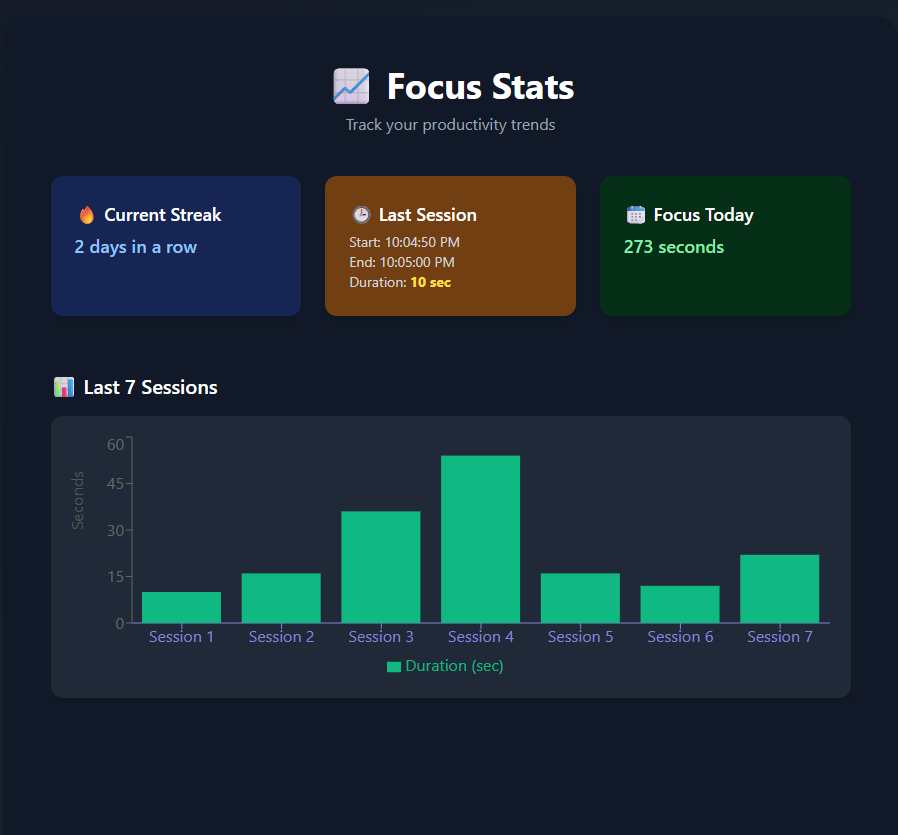 Focus Stats
Track your productivity trends
Current Streak
2 days in a row
Last Session
Start: 10:04:50 PM
End: 10:05:00 PM
Duration: 10 sec
Focus Today
273 seconds
Last 7 Sessions
Seconds
60
45
30
15
0
Session 1 Session 2 Session 3 Session 4 Session 5 Session 6 Session 7
Duration (sec)